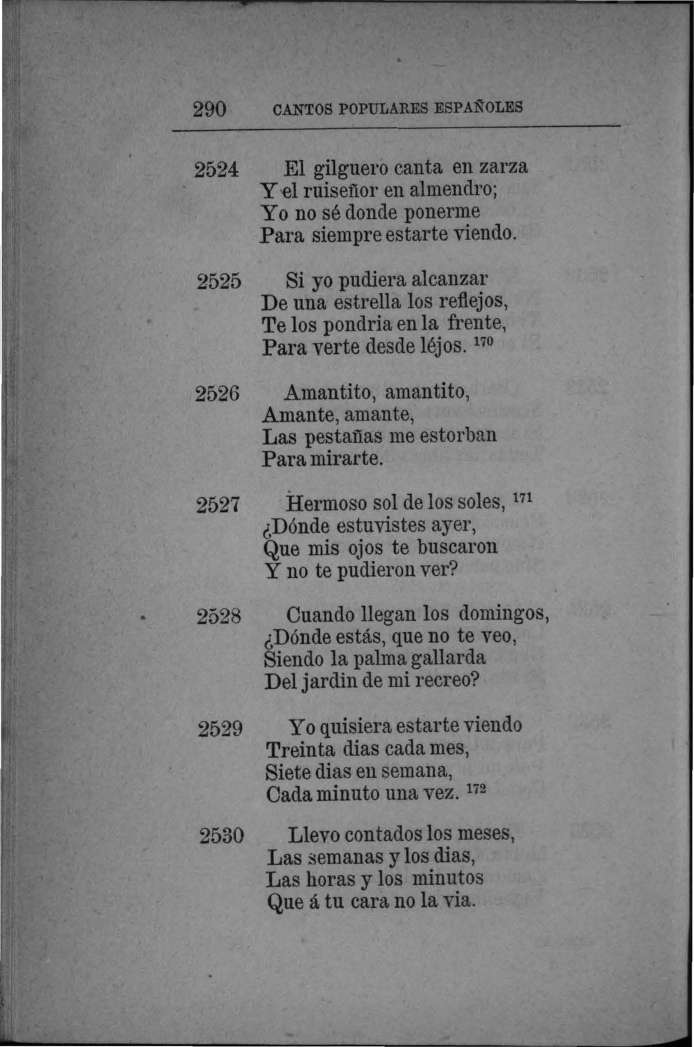 290 CANTOS POPULARES ESPAÑOLES
2524 El gilguero canta en zarza
Y el ruiseñor en almendro;
Yo no sé donde ponerme
Para siempre estarte viendo.
2525 Si yo pudiera alcanzar
De una estrella los reflejos,
Te los pondria en la frente,
Para verte desde léjos. 170
2526 Amantito, amantito,
Amante, amante,
Las pestañas me estorban
Para mirarte.
2527 Hermoso sol de los soles, 171
¿Dónde estuvistes ayer,
Que mis ojos te buscaron
Y no te pudieron ver?
2528 Cuando llegan los domingos,
¿Dónde estás, que no te veo,
Siendo la palma gallarda
Del jardin de mi recreo?
2529 Yo quisiera estarte viendo
Treinta dias cada mes,
Siete dias en semana,
Cada minuto una vez. 172
2530 Llevo contados los meses,
Las semanas y los dias,
Las horas y los minutos
Que á tu cara no la via.